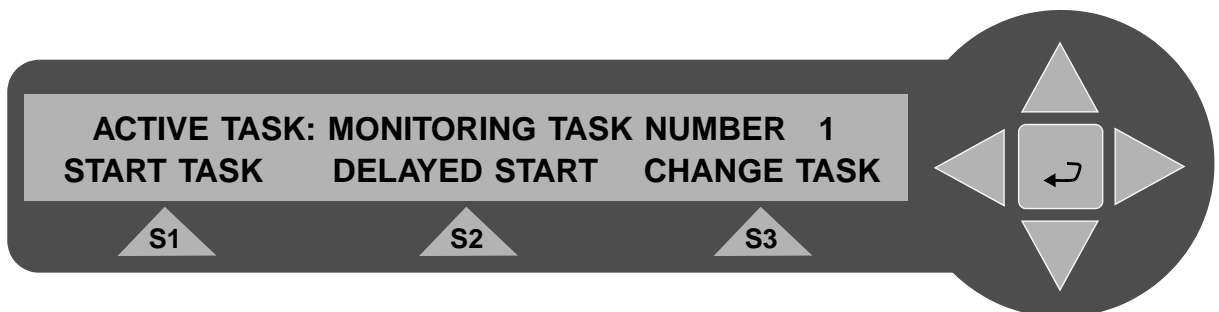 ACTIVE TASK: MONITORING TASK NUMBER 1
START TASK DELAYED START CHANGE TASK
S1 S2 S3